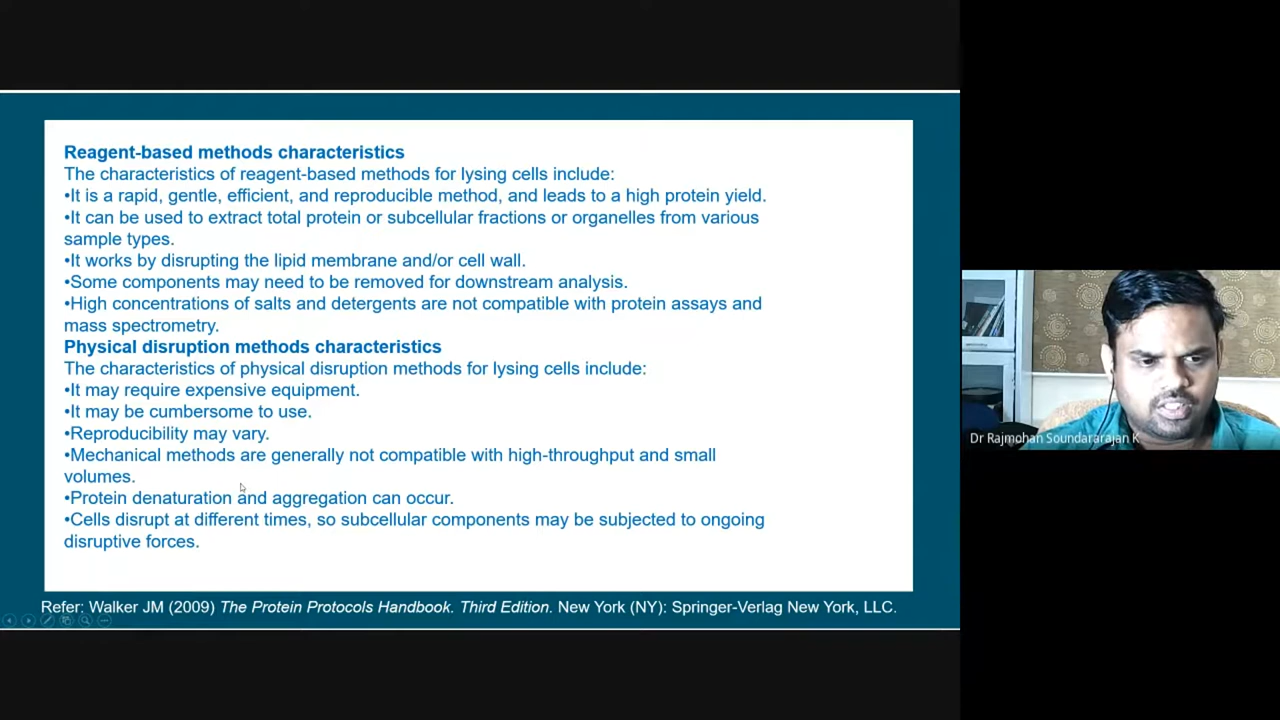 Reagent-based methods characteristics
The characteristics of reagent-based methods for lysing cells include:
•It is a rapid, gentle, efficient, and reproducible method, and leads to a high protein yield.
•It can be used to extract total protein or subcellular fractions or organelles from various
sample types.
•It works by disrupting the lipid membrane and/or cell wall.
•Some components may need to be removed for downstream analysis.
•High concentrations of salts and detergents are not compatible with protein assays and
mass spectrometry.
Physical disruption methods characteristics
The characteristics of physical disruption methods for lysing cells include:
•It may require expensive equipment.
•It may be cumbersome to use.
•Reproducibility may vary.
•Mechanical methods are generally not compatible with high-throughput and small
volumes.
•Protein denaturation and aggregation can occur.
•Cells disrupt at different times, so subcellular components may be subjected to ongoing
disruptive forces.
Refer: Walker JM (2009) The Protein Protocols Handbook. Third Edition. New York (NY): Springer-Verlag New York, LLC.
Dr Rajmohan Soundararajan K